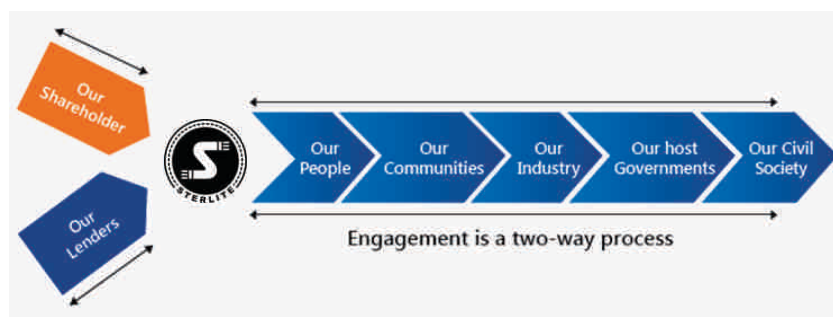 Our
Shareholder
Our
Lenders
S
STERLITE
Our
People
Our
Communities
Our
Industry
Our host
Governments
Our Civil
Society
Engagement is a two-way process